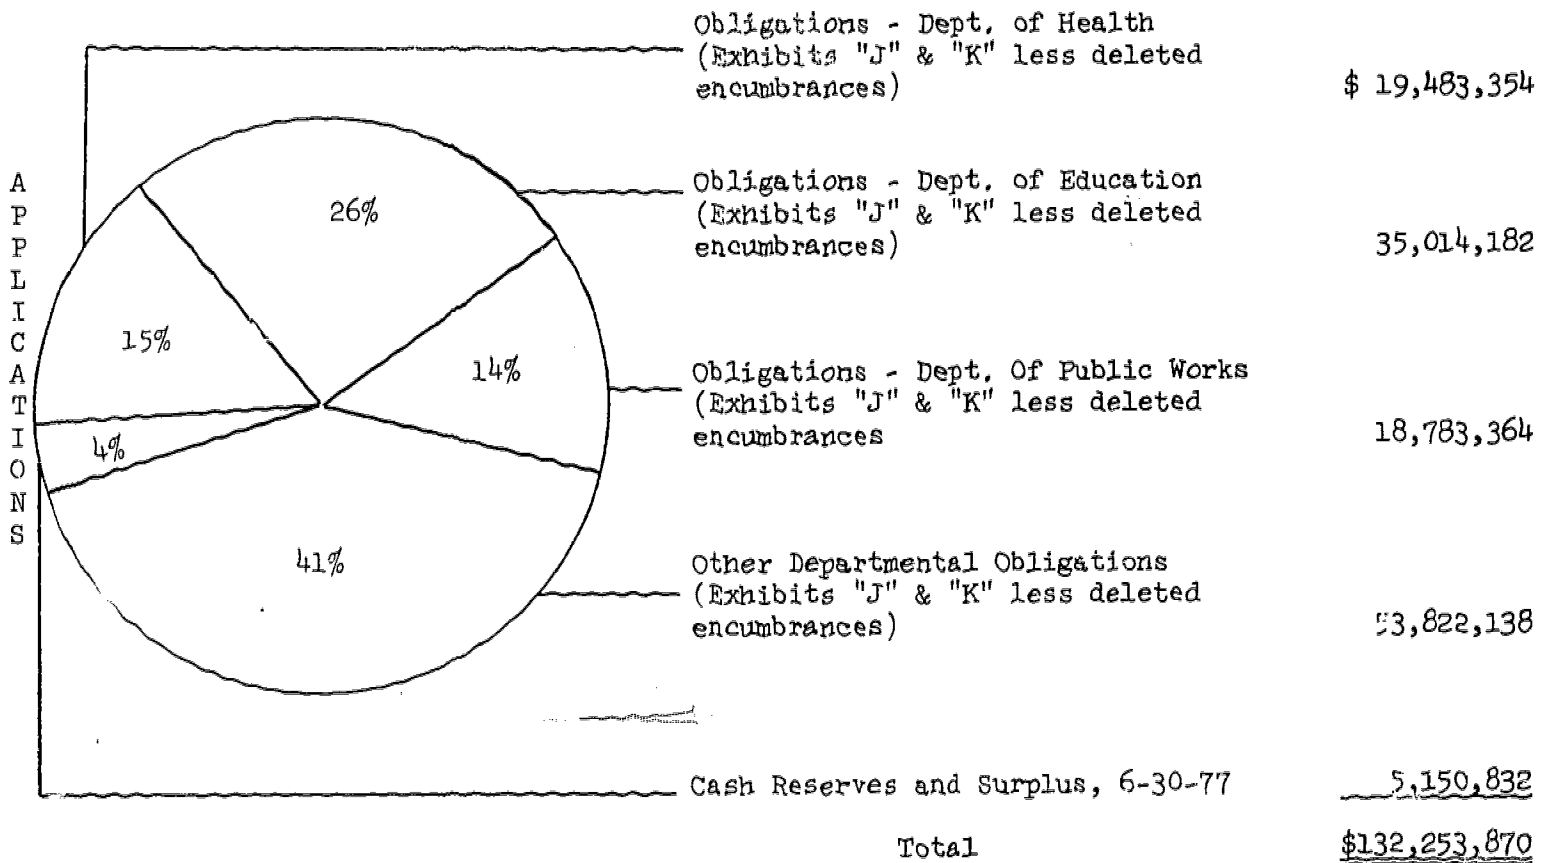 Obligations - Dept. of Health
(Exhibits "J" & "K" less deleted
encumbrances) $ 19,483,354
APPLICATIONS
26%
Obligations - Dept. of Education
(Exhibits "J" & "K" less deleted
encumbrances) 35,014,182
15%
14%
Obligations - Dept. Of Public Works
(Exhibits "J" & "K" less deleted
encumbrances 18,783,364
4%
41%
Other Departmental Obligations
(Exhibits "J" & "K" less deleted
encumbrances) 53,822,138
Cash Reserves and Surplus, 6-30-77 5,150,832
Total $132,253,870